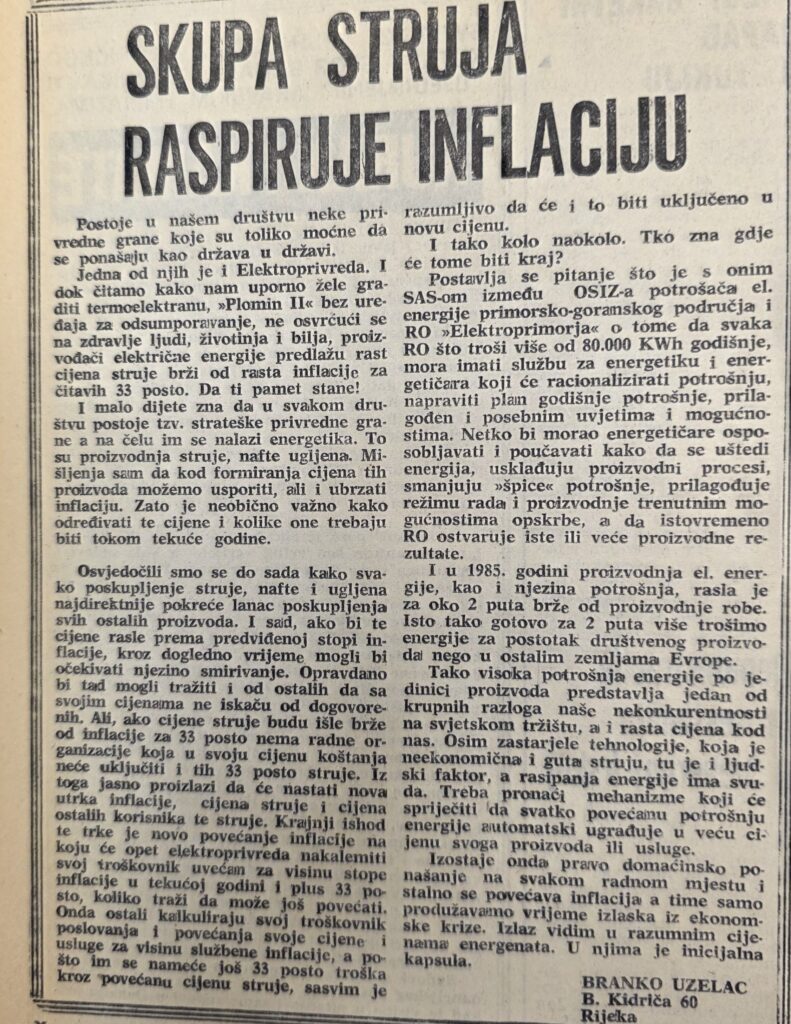 SKUPA STRUJA
RASPIRUJE INFLACIJU
Postoje u našem društvu neke pri-
vredne grane koje su toliko moćne da
se ponašaju kao država u državi.
Jedna od njih je i Elektroprivreda. I
dok čitamo kako nam uporno žele gra-
diti termoelektranu, »Plomin II« bez ure-
đaja za odsumporavanje, ne osvrćući se
na zdravlje ljudi, životinja i bilja, proiz-
vođači električne energije predlažu rast
cijena struje brži od rasta inflacije za
čitavih 33 posto. Da ti pamet stane!
I malo dijete zna da u svakom dru-
štvu postoje tzv. strateške privredne gra-
ne a na čelu im se nalazi energetika. To
su proizvodnja struje, nafte ugljena. Mi-
šljenja sam da kod formiranja cijena tih
proizvoda možemo usporiti, ali i ubrzati
inflaciju. Zato je neobično važno kako
određivati te cijene i kolike one trebaju
biti tokom tekuće godine.
Osvjedočili smo se do sada kako sva-
ko poskupljenje struje, nafte i ugljena
najdirektnije pokreće lanac poskupljenja
svih ostalih proizvoda. I sad, ako bi te
cijene rasle prema predviđenoj stopi in-
flacije, kroz dogledno vrijeme mogli bi
očekivati njezino smirivanje. Opravdano
bi tad mogli tražiti i od ostalih da sa
svojim cijenama ne iskaču od dogovore-
nih. Ali, ako cijene struje budu išle brže
od inflacije za 33 posto nema radne or-
ganizacije koja u svoju cijenu koštanja
neće uključiti i tih 33 posto struje. Iz
toga jasno proizlazi da će nastati nova
utrka inflacije, cijena struje i cijena
ostalih korisnika te struje. Krajnji ishod
te trke je novo povećanje inflacije na
koju će opet elektroprivreda nakalemiti
svoj troškovnik uvećan za visinu stope
inflacije u tekućoj godini i plus 33 po-
sto, koliko traži da može još povećati.
Onda ostali kalkuliraju svoj troškovnik
poslovanja i povećanja svoje cijene i
usluge za visinu službene inflacije, a po-
što im se nameće još 33 posto troška
kroz povećanu cijenu struje, sasvim je
razumljivo da će i to biti uključeno u
novu cijenu.
I tako kolo naokolo. Tko zna gdje
će tome biti kraj?
Postavlja se pitanje što je s onim
SAS-om između OSIZ-a potrošača el.
energije primorsko-goranskog područja i
RO »Elektroprimorja« o tome da svaka
RO što troši više od 80.000 KWh godišnje,
mora imati službu za energetiku i ener-
getičara koji će racionalizirati potrošnju,
napraviti plan godišnje potrošnje, prila-
gođen i posebnim uvjetima i mogućno-
stima. Netko bi morao energetičare ospo-
sobljavati i poučavati kako da se uštedi
energija, usklađuju proizvodni procesi,
smanjuju »špice« potrošnje, prilagođuje
režimu rada i proizvodnje trenutnim mo-
gućnostima opskrbe, a da istovremeno
RO ostvaruje iste ili veće proizvodne re-
zultate.
I u 1985. godini proizvodnja el. ener-
gije, kao i njezina potrošnja, rasla je
za oko 2 puta brže od proizvodnje robe.
Isto tako gotovo za 2 puta više trošimo
energije za postotak društvenog proizvo-
da nego u ostalim zemljama Evrope.
Tako visoka potrošnja energije po je-
dinici proizvoda predstavlja jedan od
krupnih razloga naše nekonkurentnosti
na svjetskom tržištu, a i rasta cijena kod
nas. Osim zastarjele tehnologije, koja je
neekonomična i guta struju, tu je i ljud-
ski faktor, a rasipanja energije ima svu-
da. Treba pronaći mehanizme koji će
spriječiti da svatko povećanu potrošnju
energije automatski ugrađuje u veću ci-
jenu svoga proizvoda ili usluge.
Izostaje onda pravo domaćinsko po-
našanje na svakom radnom mjestu i
stalno se povećava inflacija a time samo
produžavamo vrijeme izlaska iz ekonom-
ske krize. Izlaz vidim u razumnim cije-
nama energenata. U njima je inicijalna
kapsula.
BRANKO UZELAC
B. Kidriča 60
Rijeka